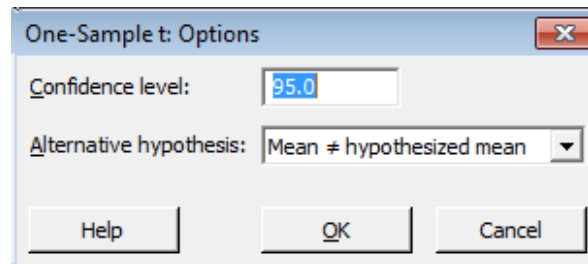 One-Sample t: Options
Confidence level: 95.0
Alternative hypothesis: Mean ≠ hypothesized mean
Help OK Cancel